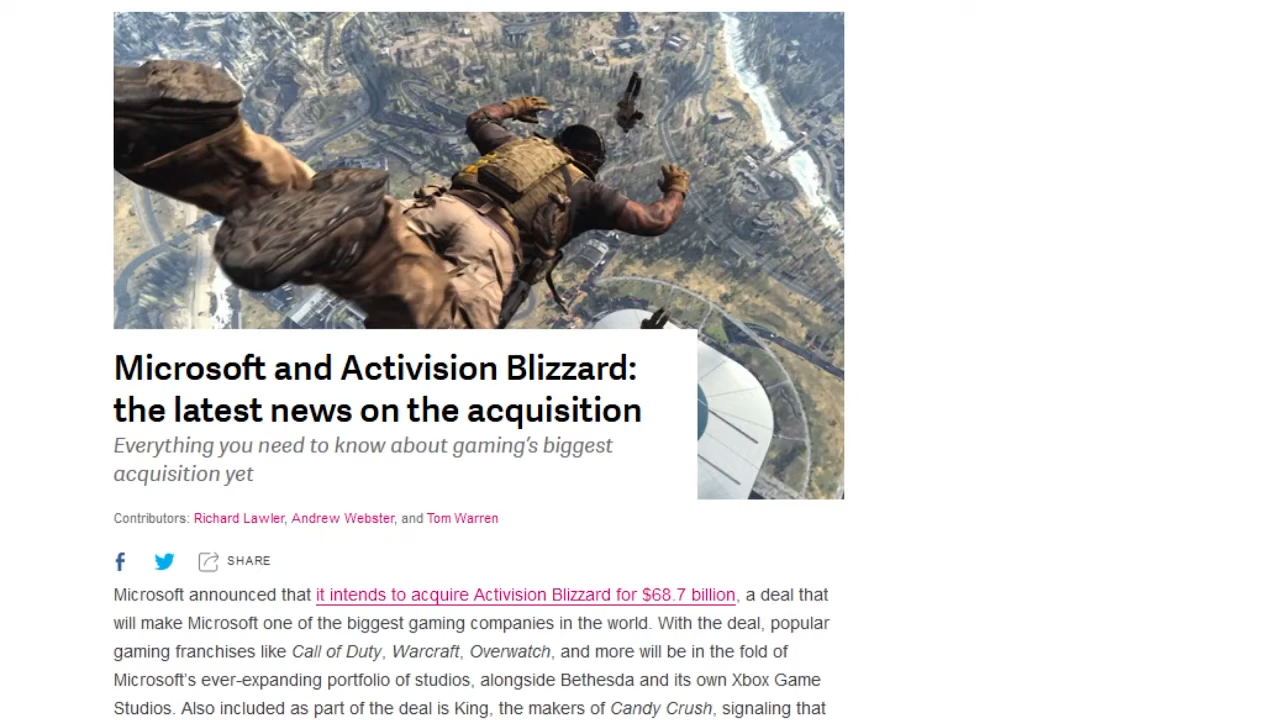 Microsoft and Activision Blizzard:
the latest news on the acquisition
Everything you need to know about gaming's biggest
acquisition yet
Contributors: Richard Lawler, Andrew Webster, and Tom Warren
SHARE
Microsoft announced that it intends to acquire Activision Blizzard for $68.7 billion, a deal that
will make Microsoft one of the biggest gaming companies in the world. With the deal, popular
gaming franchises like Call of Duty, Warcraft, Overwatch, and more will be in the fold of
Microsoft's ever-expanding portfolio of studios, alongside Bethesda and its own Xbox Game
Studios. Also included as part of the deal is King, the makers of Candy Crush, signaling that